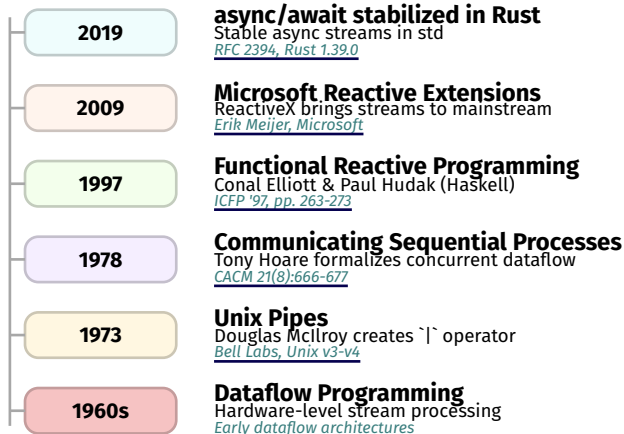 2019
async/await stabilized in Rust
Stable async streams in std
RFC 2394, Rust 1.39.0
2009
Microsoft Reactive Extensions
ReactiveX brings streams to mainstream
Erik Meijer, Microsoft
1997
Functional Reactive Programming
Conal Elliott & Paul Hudak (Haskell)
ICFP '97, pp. 263-273
1978
Communicating Sequential Processes
Tony Hoare formalizes concurrent dataflow
CACM 21(8):666-677
1973
Unix Pipes
Douglas McIlroy creates `|` operator
Bell Labs, Unix v3-v4
1960s
Dataflow Programming
Hardware-level stream processing
Early dataflow architectures